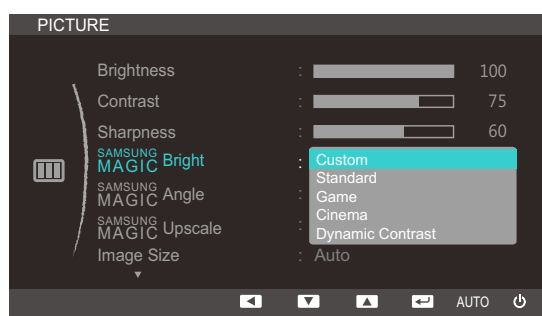 PICTURE
Brightness : 100
Contrast : 75
Sharpness : 60
SAMSUNG MAGIC Bright : Custom
Standard
SAMSUNG MAGIC Angle : Game
Cinema
SAMSUNG MAGIC Upscale : Dynamic Contrast
Image Size : Auto
AUTO